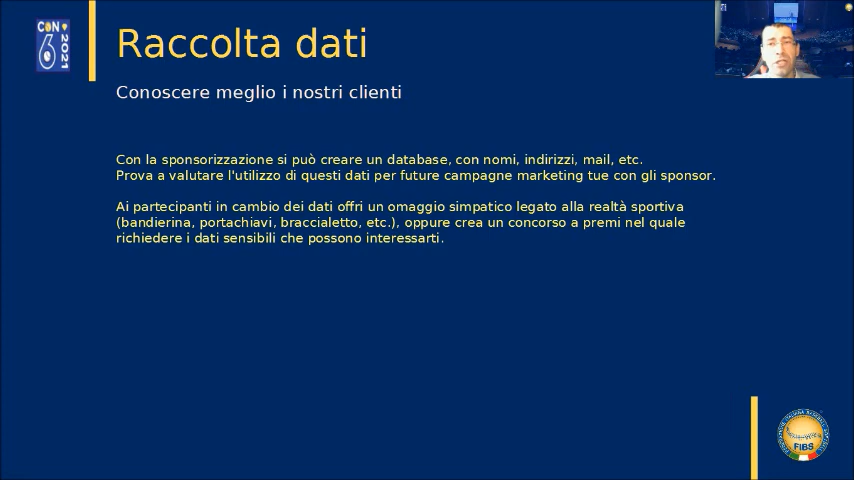 CON
6
2021
Raccolta dati
Conoscere meglio i nostri clienti
Con la sponsorizzazione si può creare un database, con nomi, indirizzi, mail, etc.
Prova a valutare l'utilizzo di questi dati per future campagne marketing tue con gli sponsor.
Ai partecipanti in cambio dei dati offri un omaggio simpatico legato alla realtà sportiva
(bandierina, portachiavi, braccialetto, etc.), oppure crea un concorso a premi nel quale
richiedere i dati sensibili che possono interessarti.
FIBS